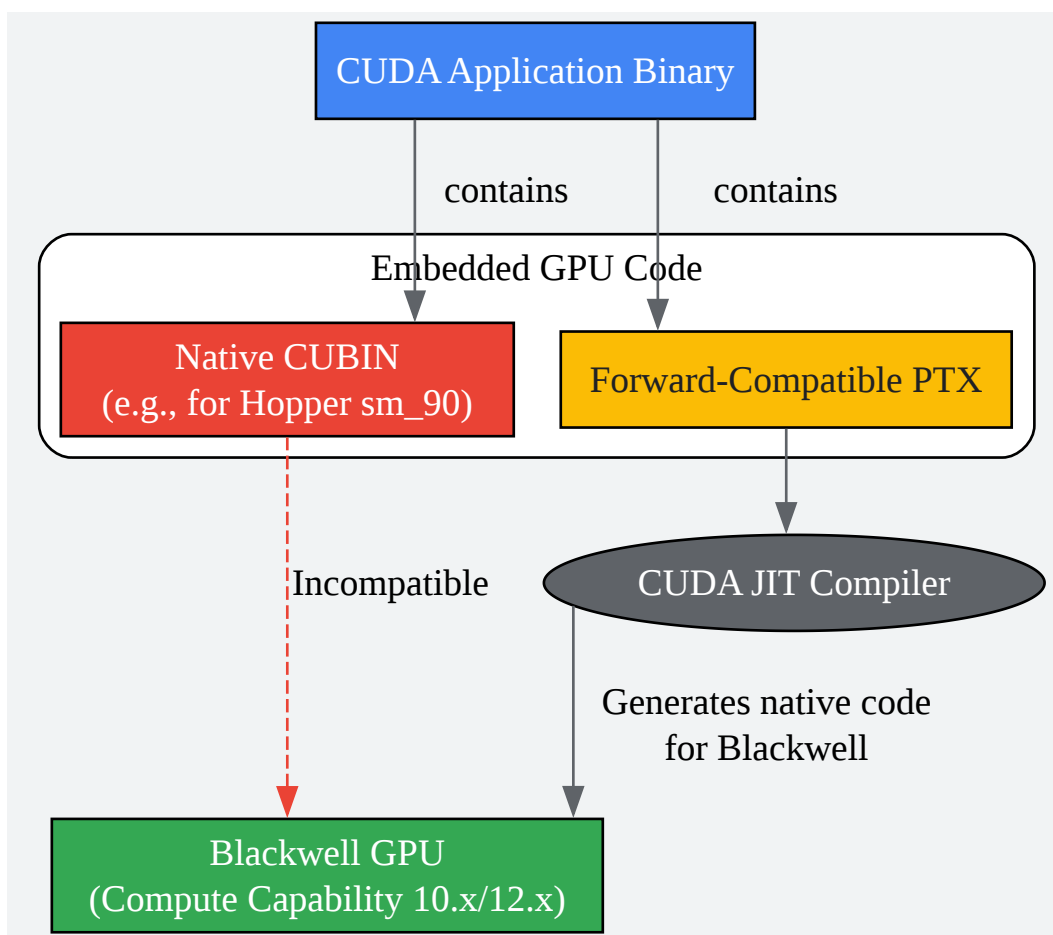 CUDA Application Binary
contains
contains
Embedded GPU Code
Native CUBIN
(e.g., for Hopper sm_90)
Forward-Compatible PTX
Incompatible
CUDA JIT Compiler
Generates native code
for Blackwell
Blackwell GPU
(Compute Capability 10.x/12.x)